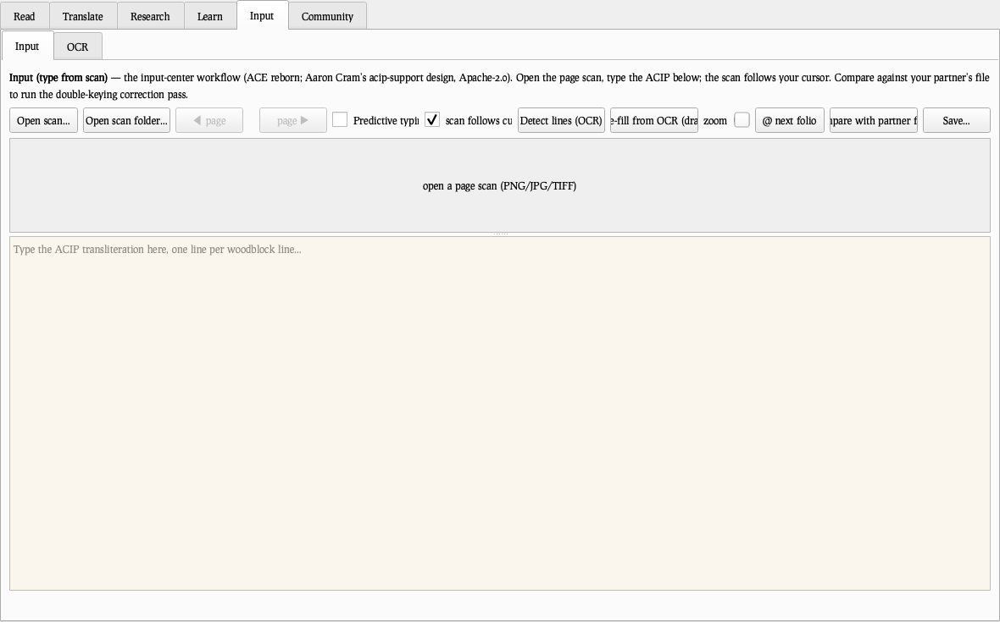 Read Translate Research Learn Input Community
Input OCR
Input (type from scan) — the input-center workflow (ACE reborn; Aaron Cram's acip-support design, Apache-2.0). Open the page scan, type the ACIP below; the scan follows your cursor. Compare against your partner's file
to run the double-keying correction pass.
Open scan... Open scan folder... ◀ page page ▶ Predictive typin scan follows cu Detect lines (OCR) e-fill from OCR (dra zoom @ next folio pare with partner f Save...
open a page scan (PNG/JPG/TIFF)
Type the ACIP transliteration here, one line per woodblock line...